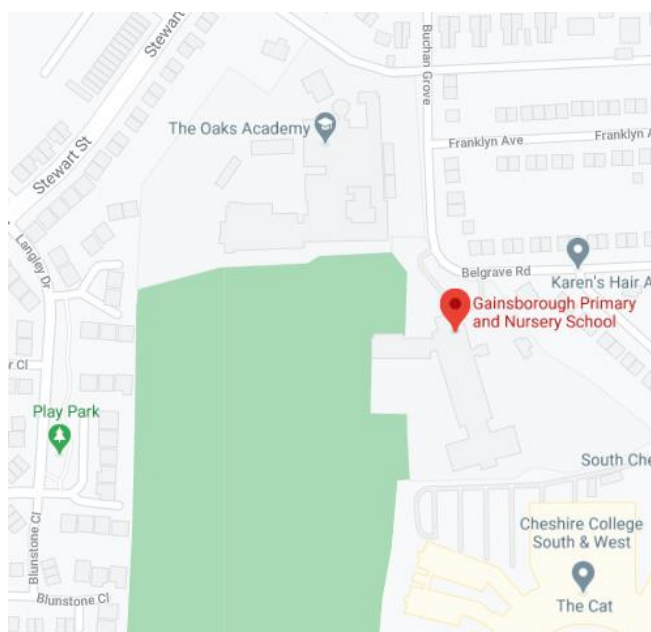 Stewart
Buchan Grove
The Oaks Academy
Franklyn Ave
Franklyn A
Stewart St
Langley Dr
Belgrave Rd
Karen's Hair A
Gainsborough Primary
and Nursery School
r Cl
Play Park
South Che
Cheshire College
South & West
Blunstone Cl
Blunstone Cl
The Cat